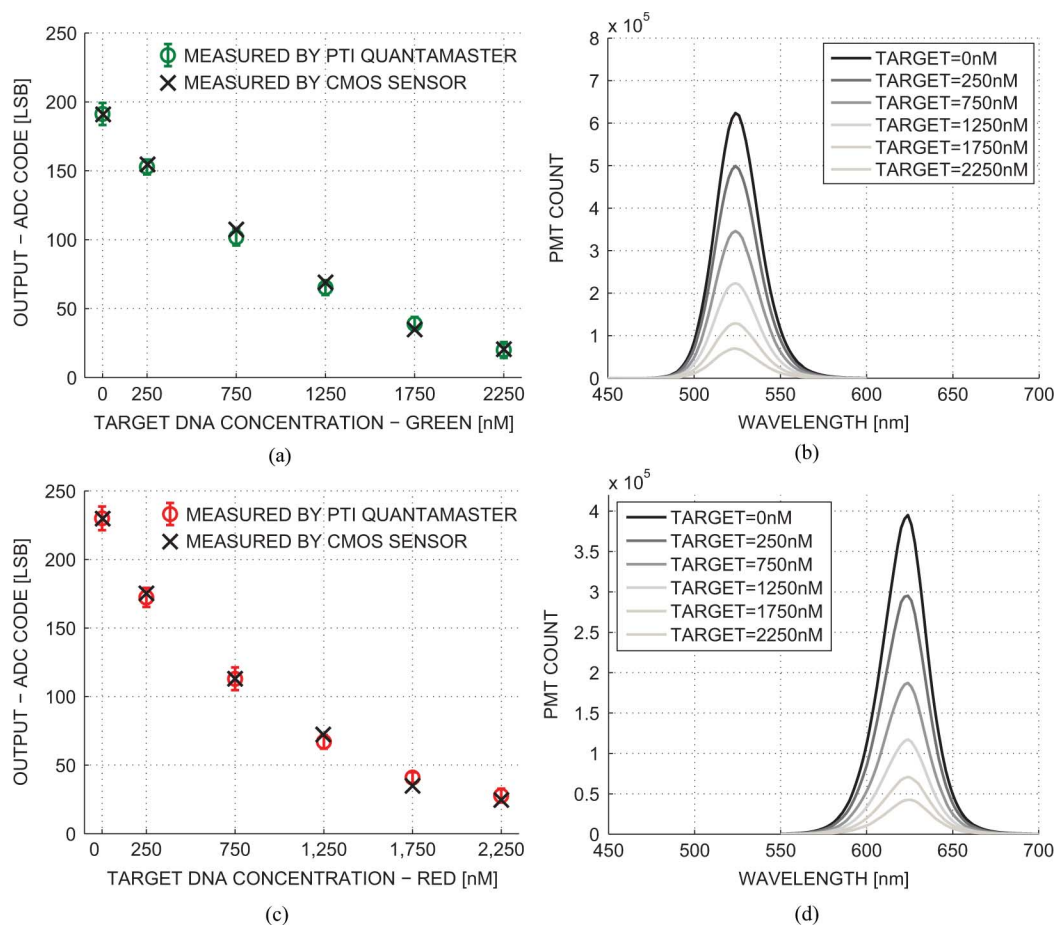 250
200
150
100
50
0
OUTPUT − ADC CODE [LSB]
MEASURED BY PTI QUANTAMASTER
MEASURED BY CMOS SENSOR
0 250 750 1250 1750 2250
TARGET DNA CONCENTRATION − GREEN [nM]
(a)
x 10^5
8
7
6
5
4
3
2
1
0
PMT COUNT
TARGET=0nM
TARGET=250nM
TARGET=750nM
TARGET=1250nM
TARGET=1750nM
TARGET=2250nM
450 500 550 600 650 700
WAVELENGTH [nm]
(b)
250
200
150
100
50
0
OUTPUT − ADC CODE [LSB]
MEASURED BY PTI QUANTAMASTER
MEASURED BY CMOS SENSOR
0 250 750 1,250 1,750 2,250
TARGET DNA CONCENTRATION − RED [nM]
(c)
x 10^5
4
3.5
3
2.5
2
1.5
1
0.5
0
PMT COUNT
TARGET=0nM
TARGET=250nM
TARGET=750nM
TARGET=1250nM
TARGET=1750nM
TARGET=2250nM
450 500 550 600 650 700
WAVELENGTH [nm]
(d)